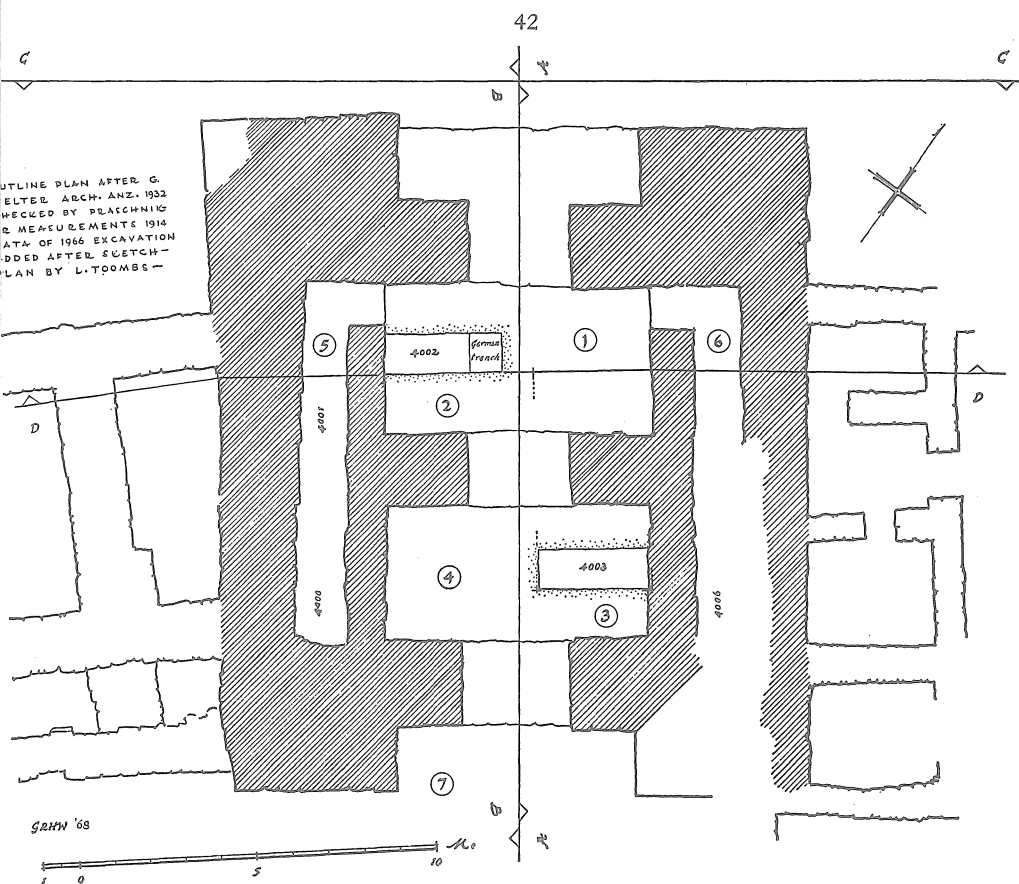 42
C
C
A
B
UTLINE PLAN AFTER G.
ELTER ARCH. ANZ. 1932
HECKED BY PRASCHNIG
R MEASUREMENTS 1914
ATA OF 1966 EXCAVATION
DDED AFTER SKETCH-
LAN BY L. TOOMBS-
5
4002
German
trench
1
6
2
D
D
4005
4
4003
3
4000
4006
7
B
A
GRHW '68
1 0 5 10 M.